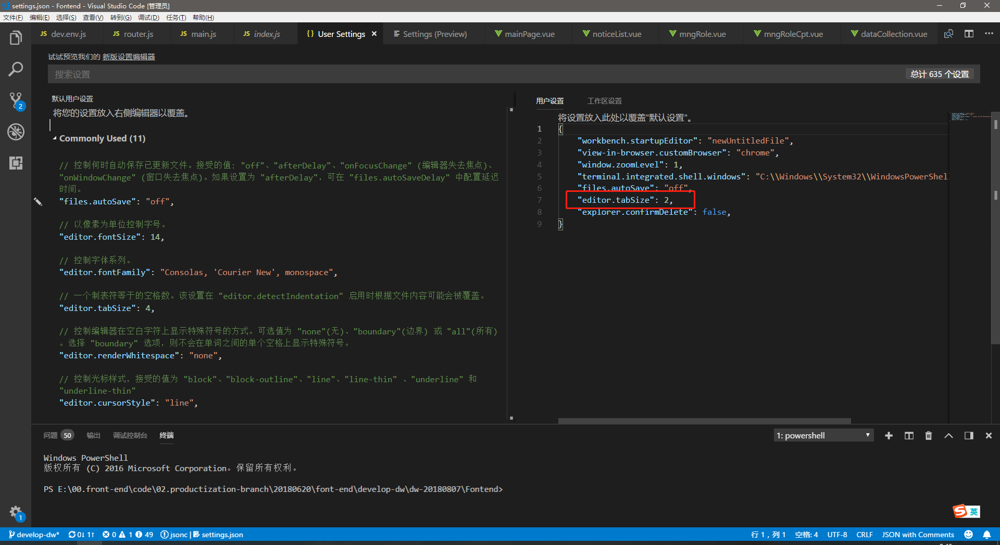 settings.json - Fontend - Visual Studio Code [管理员]
文件(F) 编辑(E) 选择(S) 查看(V) 转到(G) 调试(D) 任务(T) 帮助(H)
JS dev.env.js JS router.js JS main.js JS index.js {} User Settings Settings (Preview) mainPage.vue noticeList.vue mngRole.vue mngRoleCpt.vue dataCollection.vue
试试预览我们的 新版设置编辑器
搜索设置 总计 635 个设置
2
1
默认用户设置
将您的设置放入右侧编辑器以覆盖。
Commonly Used (11)
// 控制何时自动保存已更新文件。接受的值: "off"、"afterDelay"、"onFocusChange" (编辑器失去焦点)、
"onWindowChange" (窗口失去焦点)。如果设置为 "afterDelay"，可在 "files.autoSaveDelay" 中配置延迟
时间。
"files.autoSave": "off",
// 以像素为单位控制字号。
"editor.fontSize": 14,
// 控制字体系列。
"editor.fontFamily": "Consolas, 'Courier New', monospace",
// 一个制表符等于的空格数。该设置在 "editor.detectIndentation" 启用时根据文件内容可能会被覆盖。
"editor.tabSize": 4,
// 控制编辑器在空白字符上显示特殊符号的方式。可选值为 "none"(无)、"boundary"(边界) 或 "all"(所有)
。选择 "boundary" 选项，则不会在单词之间的单个空格上显示特殊符号。
"editor.renderWhitespace": "none",
// 控制光标样式，接受的值为 "block"、"block-outline"、"line"、"line-thin" 、"underline" 和
"underline-thin"
"editor.cursorStyle": "line",
用户设置 工作区设置
将设置放入此处以覆盖"默认设置"。
1 {
2 "workbench.startupEditor": "newUntitledFile",
3 "view-in-browser.customBrowser": "chrome",
4 "window.zoomLevel": 1,
5 "terminal.integrated.shell.windows": "C:\\Windows\\System32\\WindowsPowerShell
6 "files.autoSave": "off",
7 "editor.tabSize": 2,
8 "explorer.confirmDelete": false,
9 }
问题 50 输出 调试控制台 终端 1: powershell
Windows PowerShell
版权所有 (C) 2016 Microsoft Corporation。保留所有权利。
PS E:\00.front-end\code\02.productization-branch\20180620\font-end\develop-dw\dw-20180807\Fontend>
S 英
develop-dw* 0↓ 1↑ 0 1 49 jsonc | settings.json 行 1，列 1 空格: 4 UTF-8 CRLF JSON with Comments